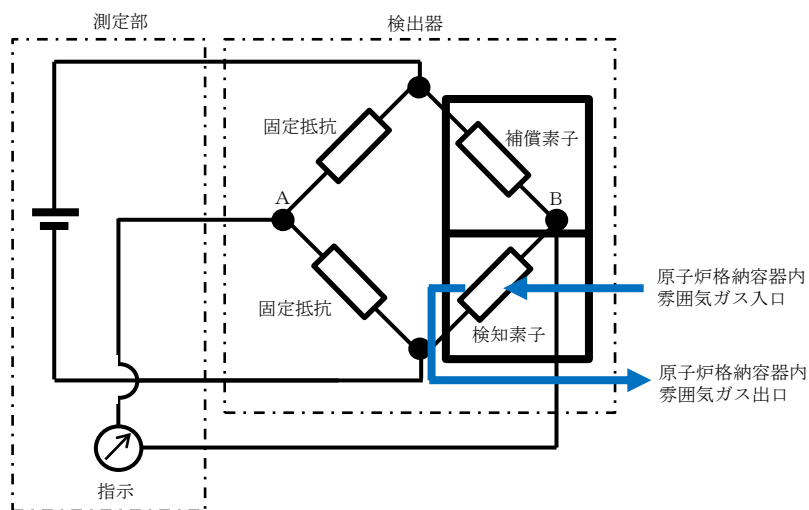 測定部
検出器
固定抵抗
補償素子
A
B
固定抵抗
検知素子
原子炉格納容器内
雰囲気ガス入口
原子炉格納容器内
雰囲気ガス出口
指示